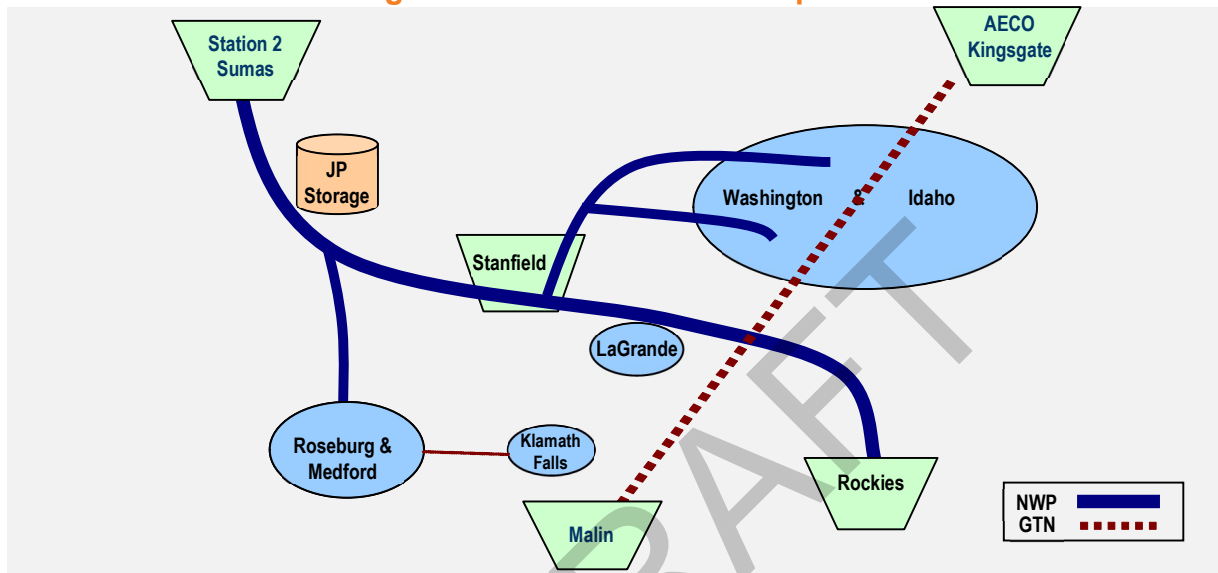 Station 2
Sumas
AECO
Kingsgate
JP
Storage
Washington & Idaho
Stanfield
LaGrande
Roseburg &
Medford
Klamath
Falls
Rockies
Malin
NWP
GTN
DRAFT